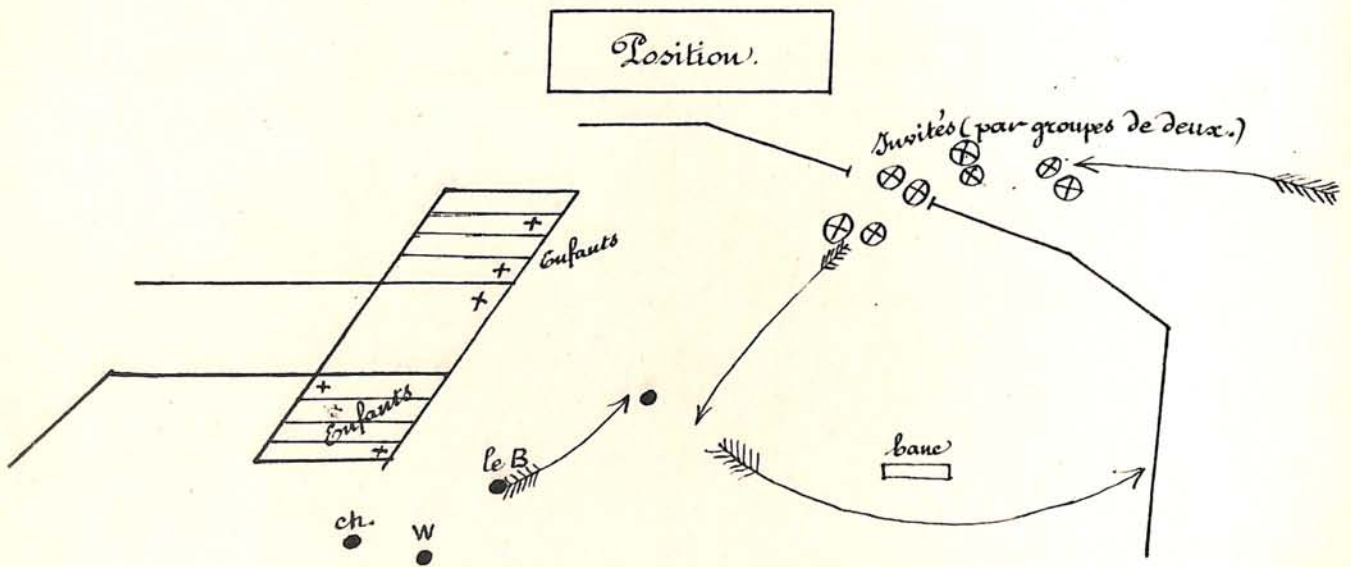 Position.
Invités (par groupes de deux.)
Enfants
Enfants
le B
banc
ch.
W